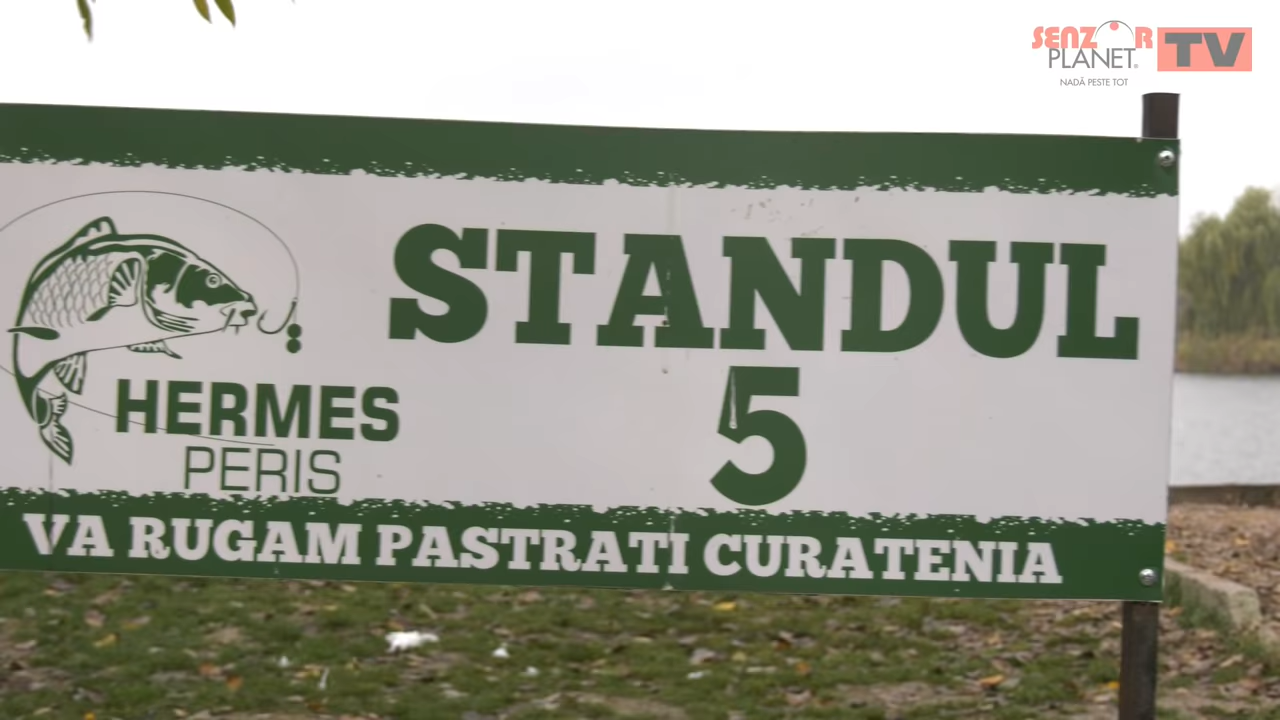 SENZOR
PLANET
TV
NADĂ PESTE TOT
STANDUL
5
HERMES
PERIS
VA RUGAM PASTRATI CURATENIA